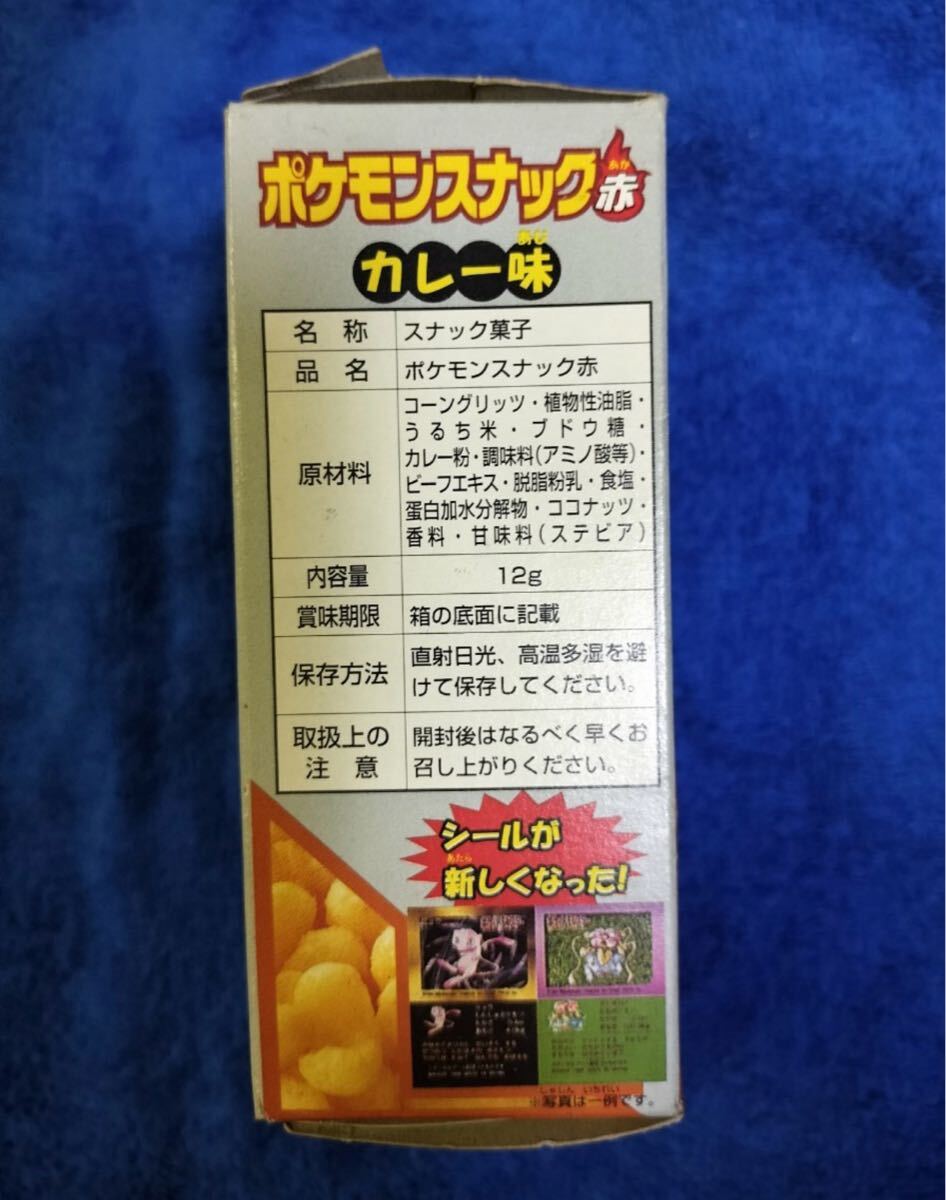 ポケモンスナック赤
あか
あじ
カレー味
名称 スナック菓子
品名 ポケモンスナック赤
原材料
コーングリッツ・植物性油脂・
うるち米・ブドウ糖・
カレー粉・調味料(アミノ酸等)・
ビーフエキス・脱脂粉乳・食塩・
蛋白加水分解物・ココナッツ・
香料・甘味料(ステビア)
内容量 12g
賞味期限 箱の底面に記載
保存方法
直射日光、高温多湿を避
けて保存してください。
取扱上の
注意
開封後はなるべく早くお
召し上がりください。
シールが
あたら
新しくなった!
しゃしん いちれい
※写真は一例です。